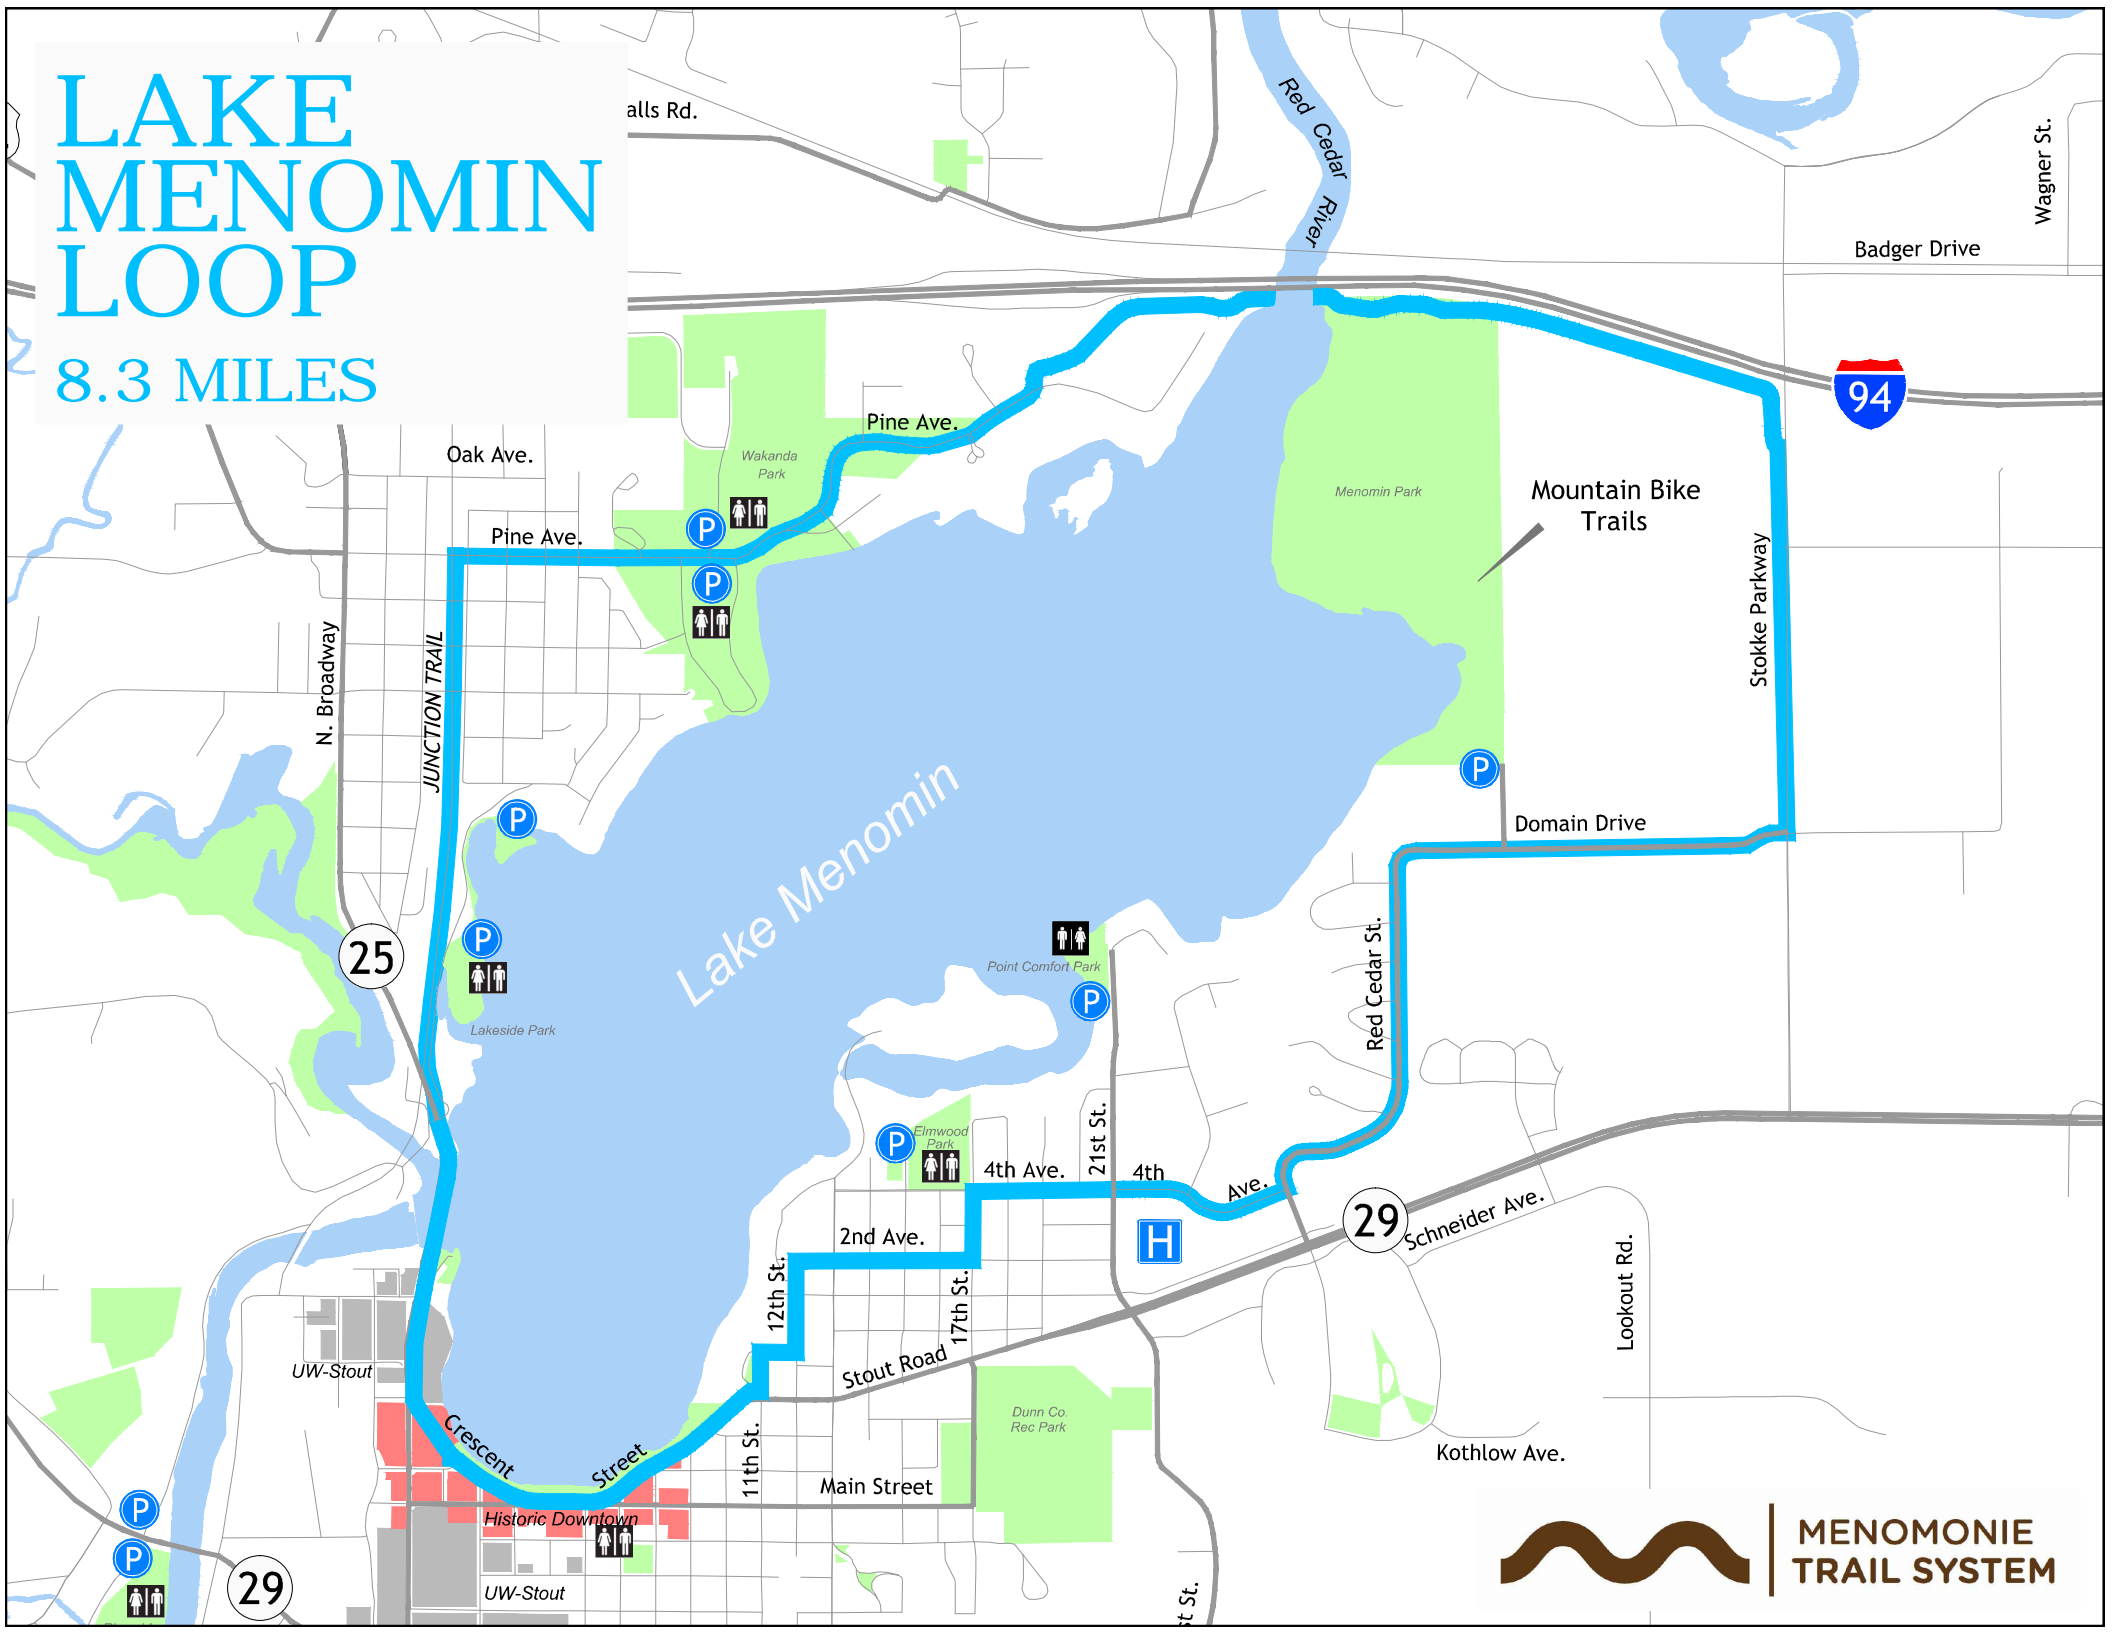 LAKE
MENOMIN
LOOP
8.3 MILES
alls Rd.
Red Cedar River
Wagner St.
Badger Drive
94
Pine Ave.
Oak Ave.
Wakanda
Park
Menomin Park
Mountain Bike
Trails
P
Pine Ave.
P
Stokke Parkway
N. Broadway
JUNCTION TRAIL
P
Domain Drive
P
Lake Menomin
25
P
Point Comfort Park
P
Red Cedar St.
Lakeside Park
P
Elmwood
Park
21st St.
4th Ave.
4th Ave.
H
29
Schneider Ave.
2nd Ave.
12th St.
17th St.
Lookout Rd.
Stout Road
UW-Stout
Crescent Street
Dunn Co.
Rec Park
11th St.
Main Street
Kothlow Ave.
Historic Downtown
P
P
29
UW-Stout
st St.
MENOMONIE
TRAIL SYSTEM